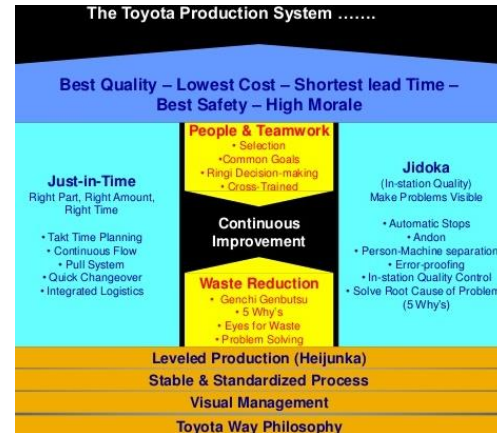 The Toyota Production System …….
Best Quality – Lowest Cost – Shortest lead Time –
Best Safety – High Morale
Just-in-Time
Right Part, Right Amount,
Right Time
• Takt Time Planning
• Continuous Flow
• Pull System
• Quick Changeover
• Integrated Logistics
People & Teamwork
• Selection
• Common Goals
• Ringi Decision-making
• Cross-Trained
Continuous
Improvement
Waste Reduction
• Genchi Genbutsu
• 5 Why's
• Eyes for Waste
• Problem Solving
Jidoka
(In-station Quality)
Make Problems Visible
• Automatic Stops
• Andon
• Person-Machine separation
• Error-proofing
• In-station Quality Control
• Solve Root Cause of Problem
(5 Why's)
Leveled Production (Heijunka)
Stable & Standardized Process
Visual Management
Toyota Way Philosophy